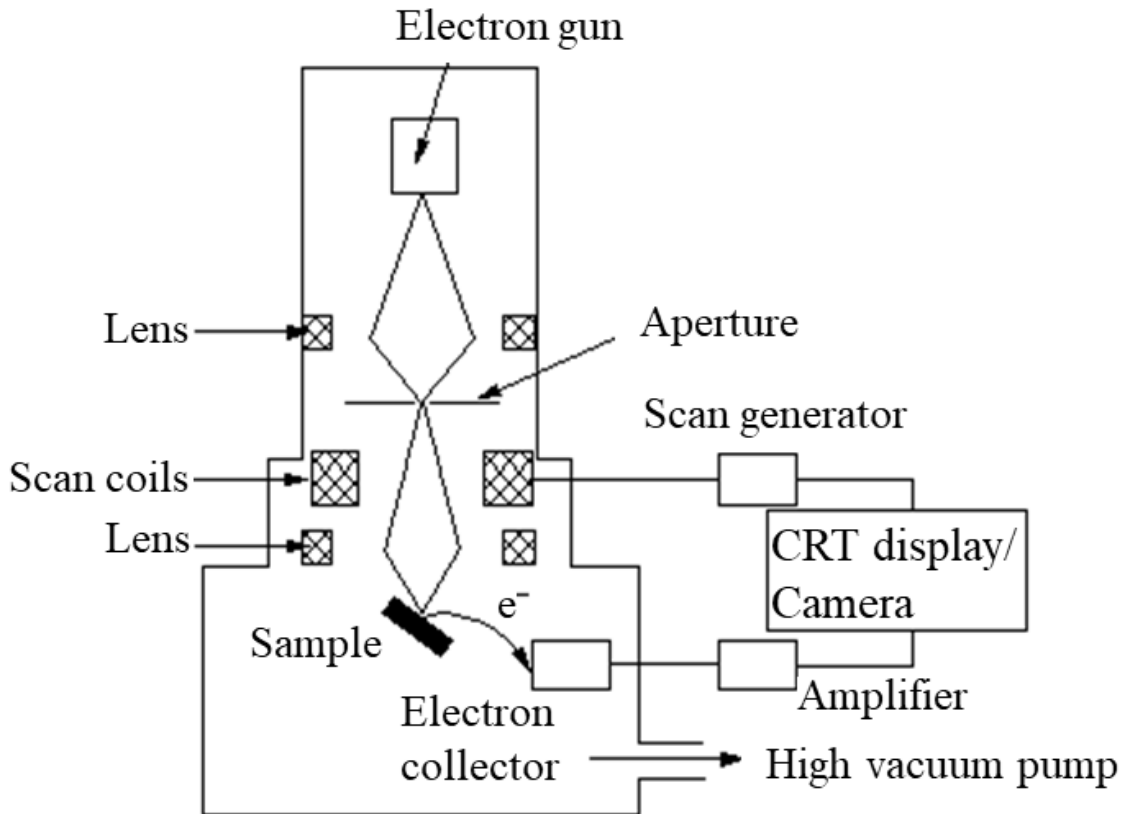 Electron gun
Lens
Aperture
Scan generator
Scan coils
Lens
CRT display/
Camera
e⁻
Sample
Electron
collector
Amplifier
High vacuum pump